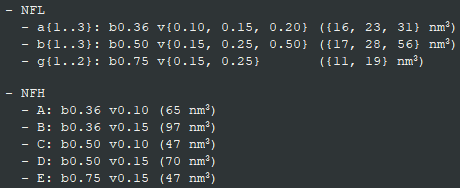 - NFL
- a{1..3}: b0.36 v{0.10, 0.15, 0.20} ({16, 23, 31} nm³)
- b{1..3}: b0.50 v{0.15, 0.25, 0.50} ({17, 28, 56} nm³)
- g{1..2}: b0.75 v{0.15, 0.25} ({11, 19} nm³)
- NFH
- A: b0.36 v0.10 (65 nm³)
- B: b0.36 v0.15 (97 nm³)
- C: b0.50 v0.10 (47 nm³)
- D: b0.50 v0.15 (70 nm³)
- E: b0.75 v0.15 (47 nm³)